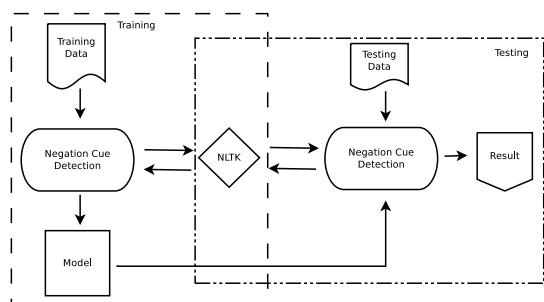 Training
Training
Data
Testing
Testing
Data
Negation Cue
Detection
NLTK
Negation Cue
Detection
Result
Model